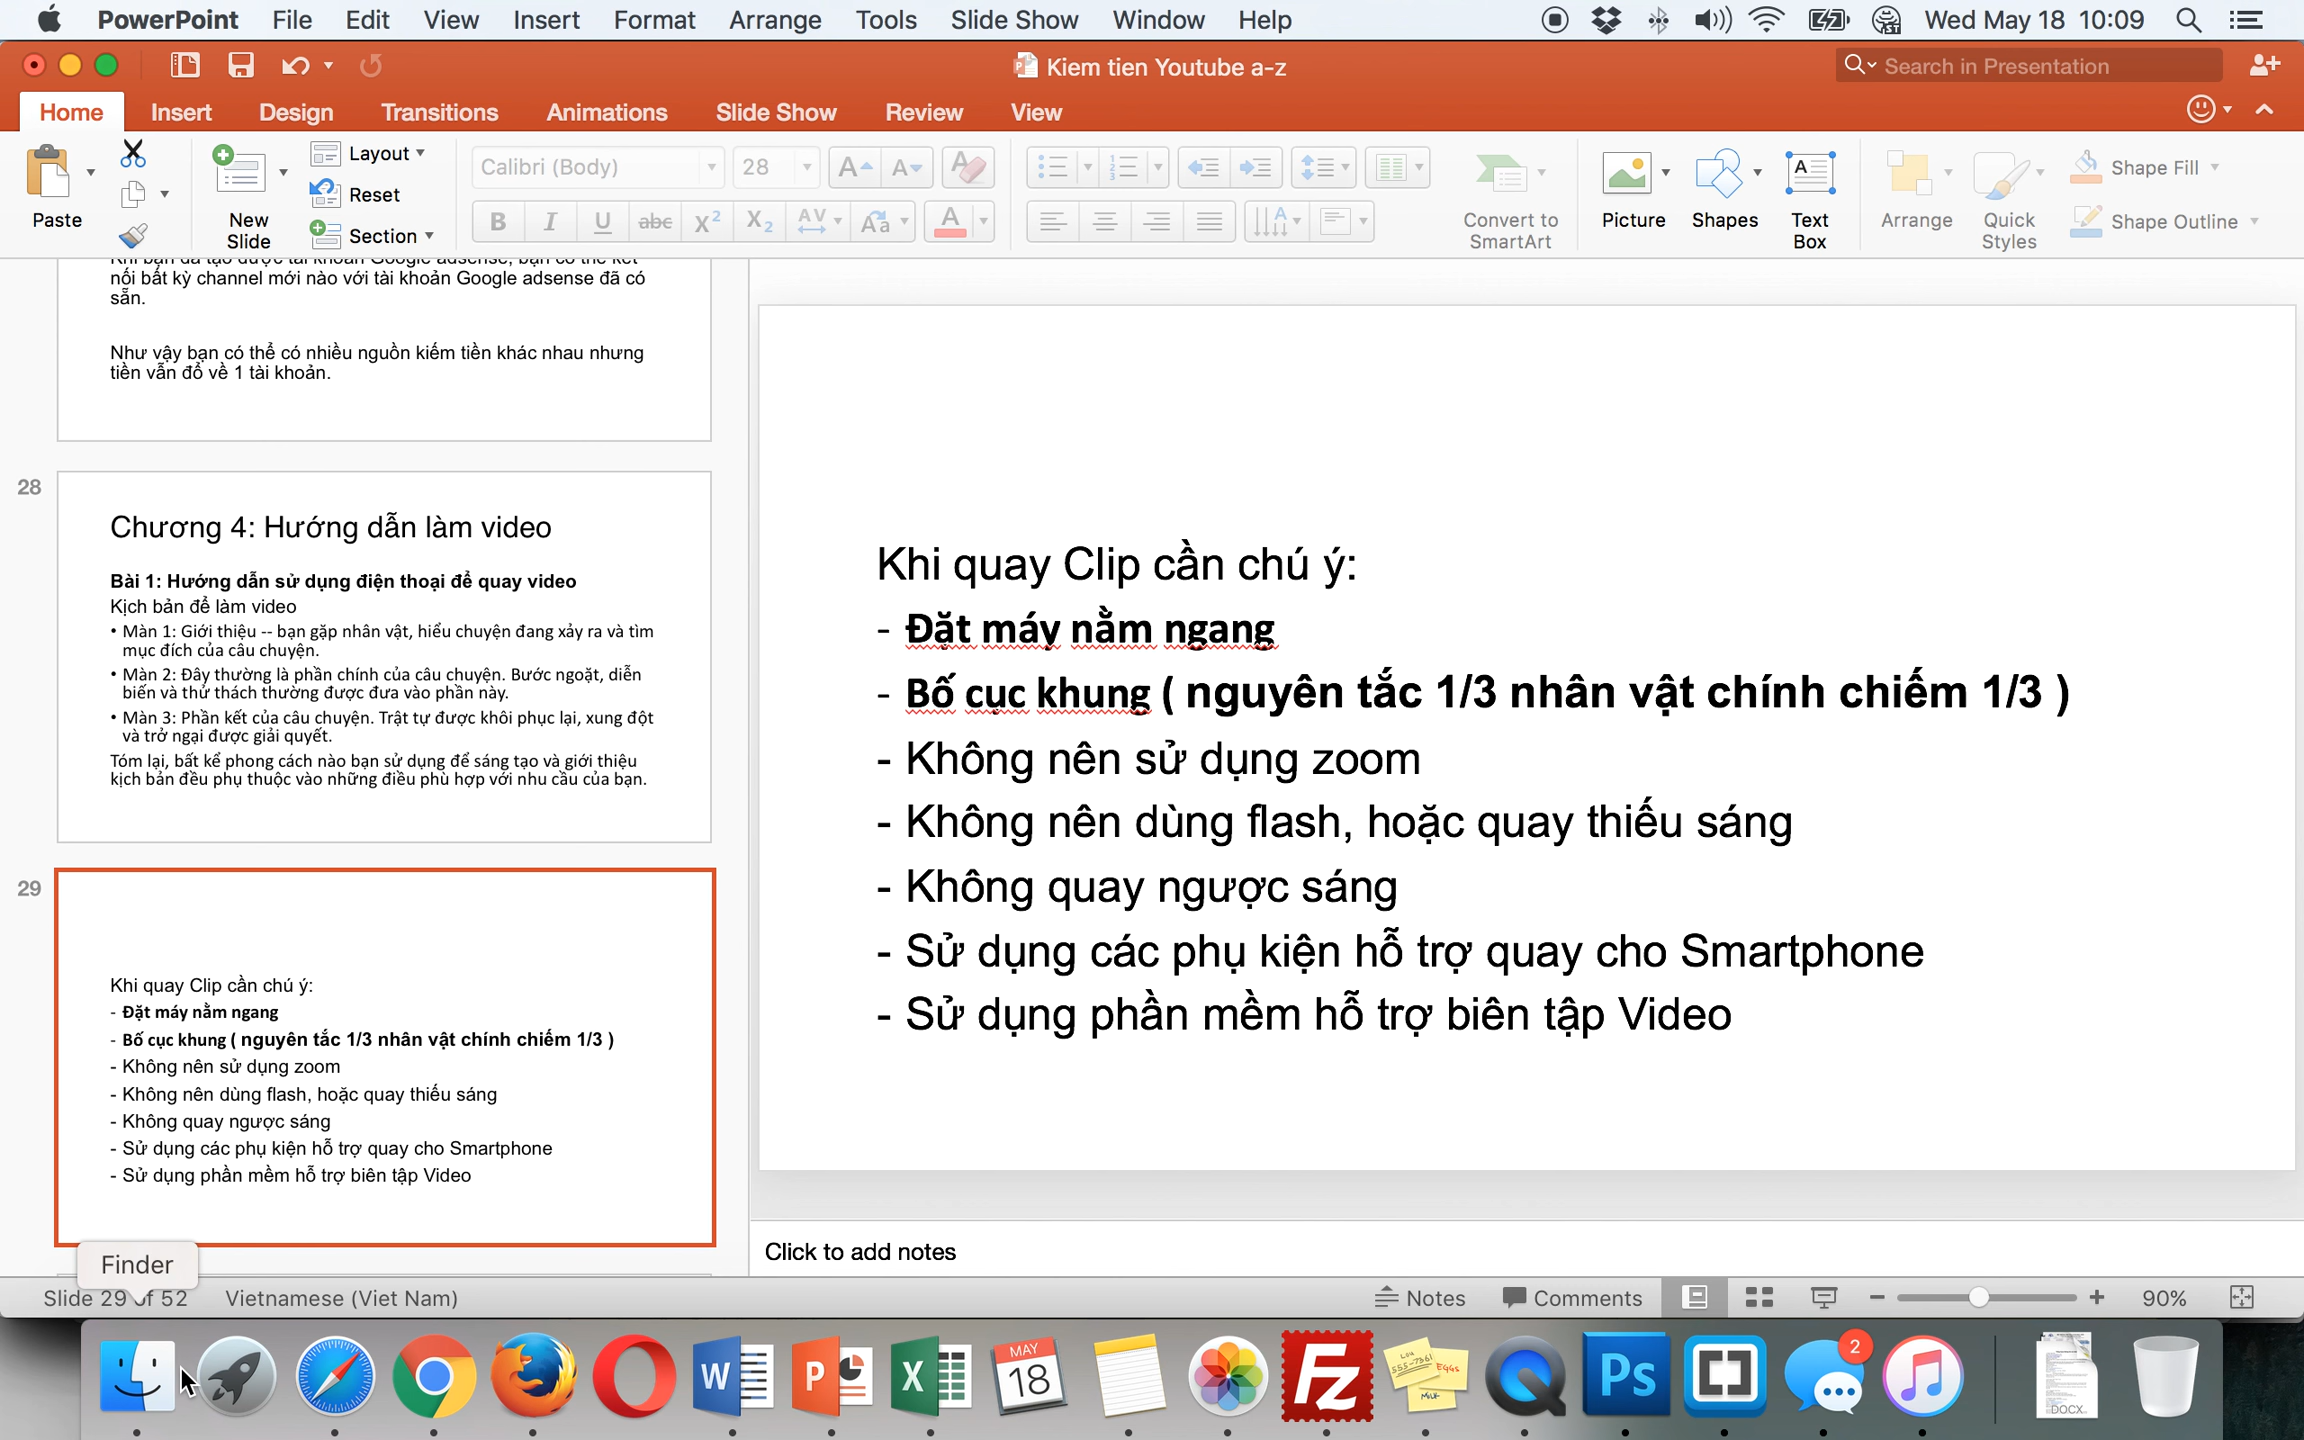 PowerPoint File Edit View Insert Format Arrange Tools Slide Show Window Help Wed May 18 10:09
Kiem tien Youtube a-z
Search in Presentation
Home Insert Design Transitions Animations Slide Show Review View
Paste
New Slide
Layout
Reset
Section
Calibri (Body) 28
B I U abc X² X₂ AV Aa A
Convert to SmartArt
Picture
Shapes
Text Box
Arrange
Quick Styles
Shape Fill
Shape Outline
nối bất kỳ channel mới nào với tài khoản Google adsense đã có
sẵn.
Như vậy bạn có thể có nhiều nguồn kiếm tiền khác nhau nhưng
tiền vẫn đổ về 1 tài khoản.
28
Chương 4: Hướng dẫn làm video
Bài 1: Hướng dẫn sử dụng điện thoại để quay video
Kịch bản để làm video
• Màn 1: Giới thiệu -- bạn gặp nhân vật, hiểu chuyện đang xảy ra và tìm
mục đích của câu chuyện.
• Màn 2: Đây thường là phần chính của câu chuyện. Bước ngoặt, diễn
biến và thử thách thường được đưa vào phần này.
• Màn 3: Phần kết của câu chuyện. Trật tự được khôi phục lại, xung đột
và trở ngại được giải quyết.
Tóm lại, bất kể phong cách nào bạn sử dụng để sáng tạo và giới thiệu
kịch bản đều phụ thuộc vào những điều phù hợp với nhu cầu của bạn.
29
Khi quay Clip cần chú ý:
- Đặt máy nằm ngang
- Bố cục khung ( nguyên tắc 1/3 nhân vật chính chiếm 1/3 )
- Không nên sử dụng zoom
- Không nên dùng flash, hoặc quay thiếu sáng
- Không quay ngược sáng
- Sử dụng các phụ kiện hỗ trợ quay cho Smartphone
- Sử dụng phần mềm hỗ trợ biên tập Video
Khi quay Clip cần chú ý:
- Đặt máy nằm ngang
- Bố cục khung ( nguyên tắc 1/3 nhân vật chính chiếm 1/3 )
- Không nên sử dụng zoom
- Không nên dùng flash, hoặc quay thiếu sáng
- Không quay ngược sáng
- Sử dụng các phụ kiện hỗ trợ quay cho Smartphone
- Sử dụng phần mềm hỗ trợ biên tập Video
Click to add notes
Finder
Slide 29 of 52 Vietnamese (Viet Nam) Notes Comments 90%
W P X MAY 18 Fz Ps 2 DOCX